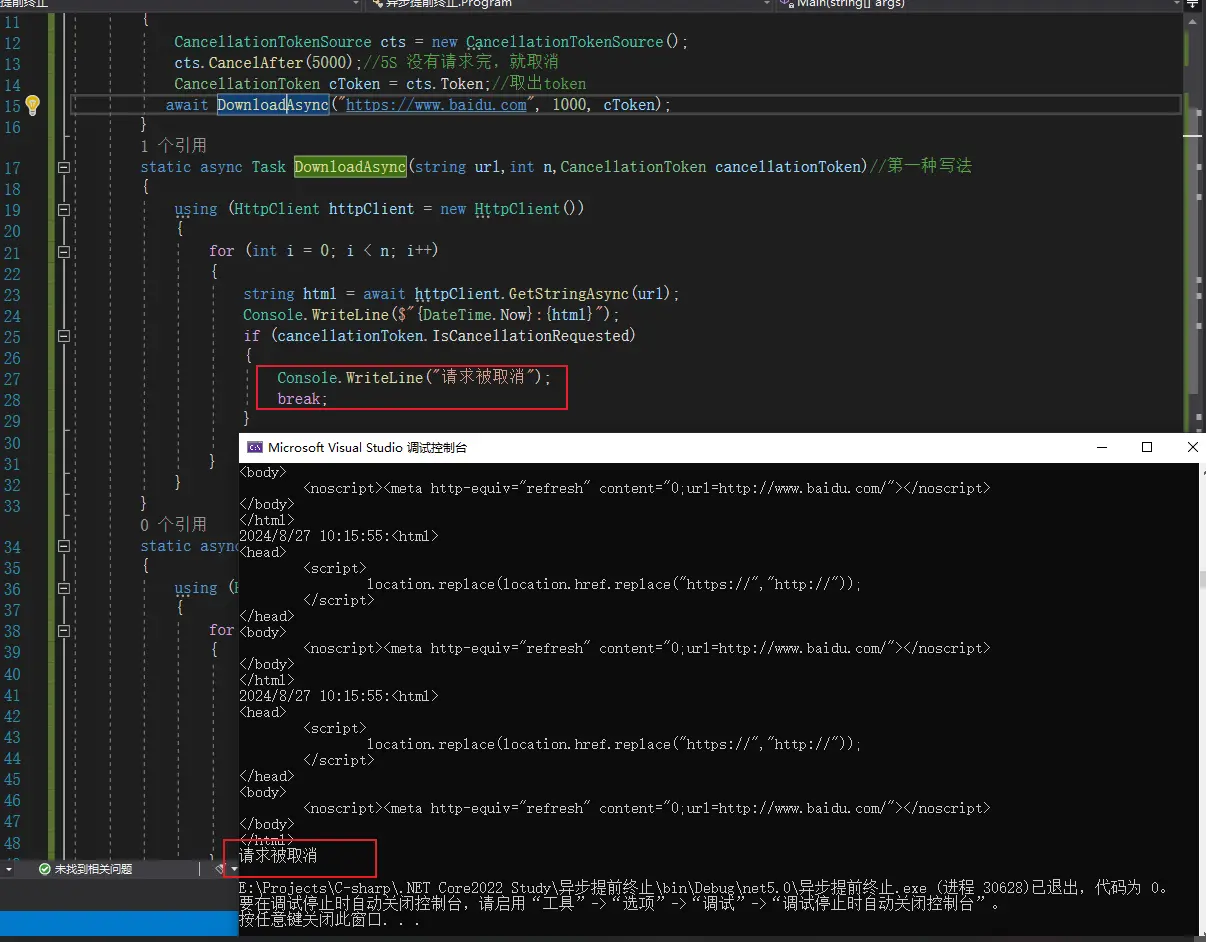 提前终止 异步提前终止.Program Main(string[] args)
11 {
12 CancellationTokenSource cts = new CancellationTokenSource();
13 cts.CancelAfter(5000);//5S 没有请求完，就取消
14 CancellationToken cToken = cts.Token;//取出token
15 await DownloadAsync("https://www.baidu.com", 1000, cToken);
16 }
1 个引用
17 static async Task DownloadAsync(string url,int n,CancellationToken cancellationToken)//第一种写法
18 {
19 using (HttpClient httpClient = new HttpClient())
20 {
21 for (int i = 0; i < n; i++)
22 {
23 string html = await httpClient.GetStringAsync(url);
24 Console.WriteLine($"{DateTime.Now}:{html}");
25 if (cancellationToken.IsCancellationRequested)
26 {
27 Console.WriteLine("请求被取消");
28 break;
29 }
30
31 }
32 }
33 }
0 个引用
34 static async
35 {
36 using (
37 {
38 for
39 {
40
41
42
43
44
45
46
47
48
未找到相关问题
Microsoft Visual Studio 调试控制台
<body>
<noscript><meta http-equiv="refresh" content="0;url=http://www.baidu.com/"></noscript>
</body>
</html>
2024/8/27 10:15:55:<html>
<head>
<script>
location.replace(location.href.replace("https://","http://"));
</script>
</head>
<body>
<noscript><meta http-equiv="refresh" content="0;url=http://www.baidu.com/"></noscript>
</body>
</html>
2024/8/27 10:15:55:<html>
<head>
<script>
location.replace(location.href.replace("https://","http://"));
</script>
</head>
<body>
<noscript><meta http-equiv="refresh" content="0;url=http://www.baidu.com/"></noscript>
</body>
</html>
请求被取消
E:\Projects\C-sharp\.NET Core2022 Study\异步提前终止\bin\Debug\net5.0\异步提前终止.exe (进程 30628)已退出，代码为 0。
要在调试停止时自动关闭控制台，请启用“工具”->“选项”->“调试”->“调试停止时自动关闭控制台”。
按任意键关闭此窗口. . .